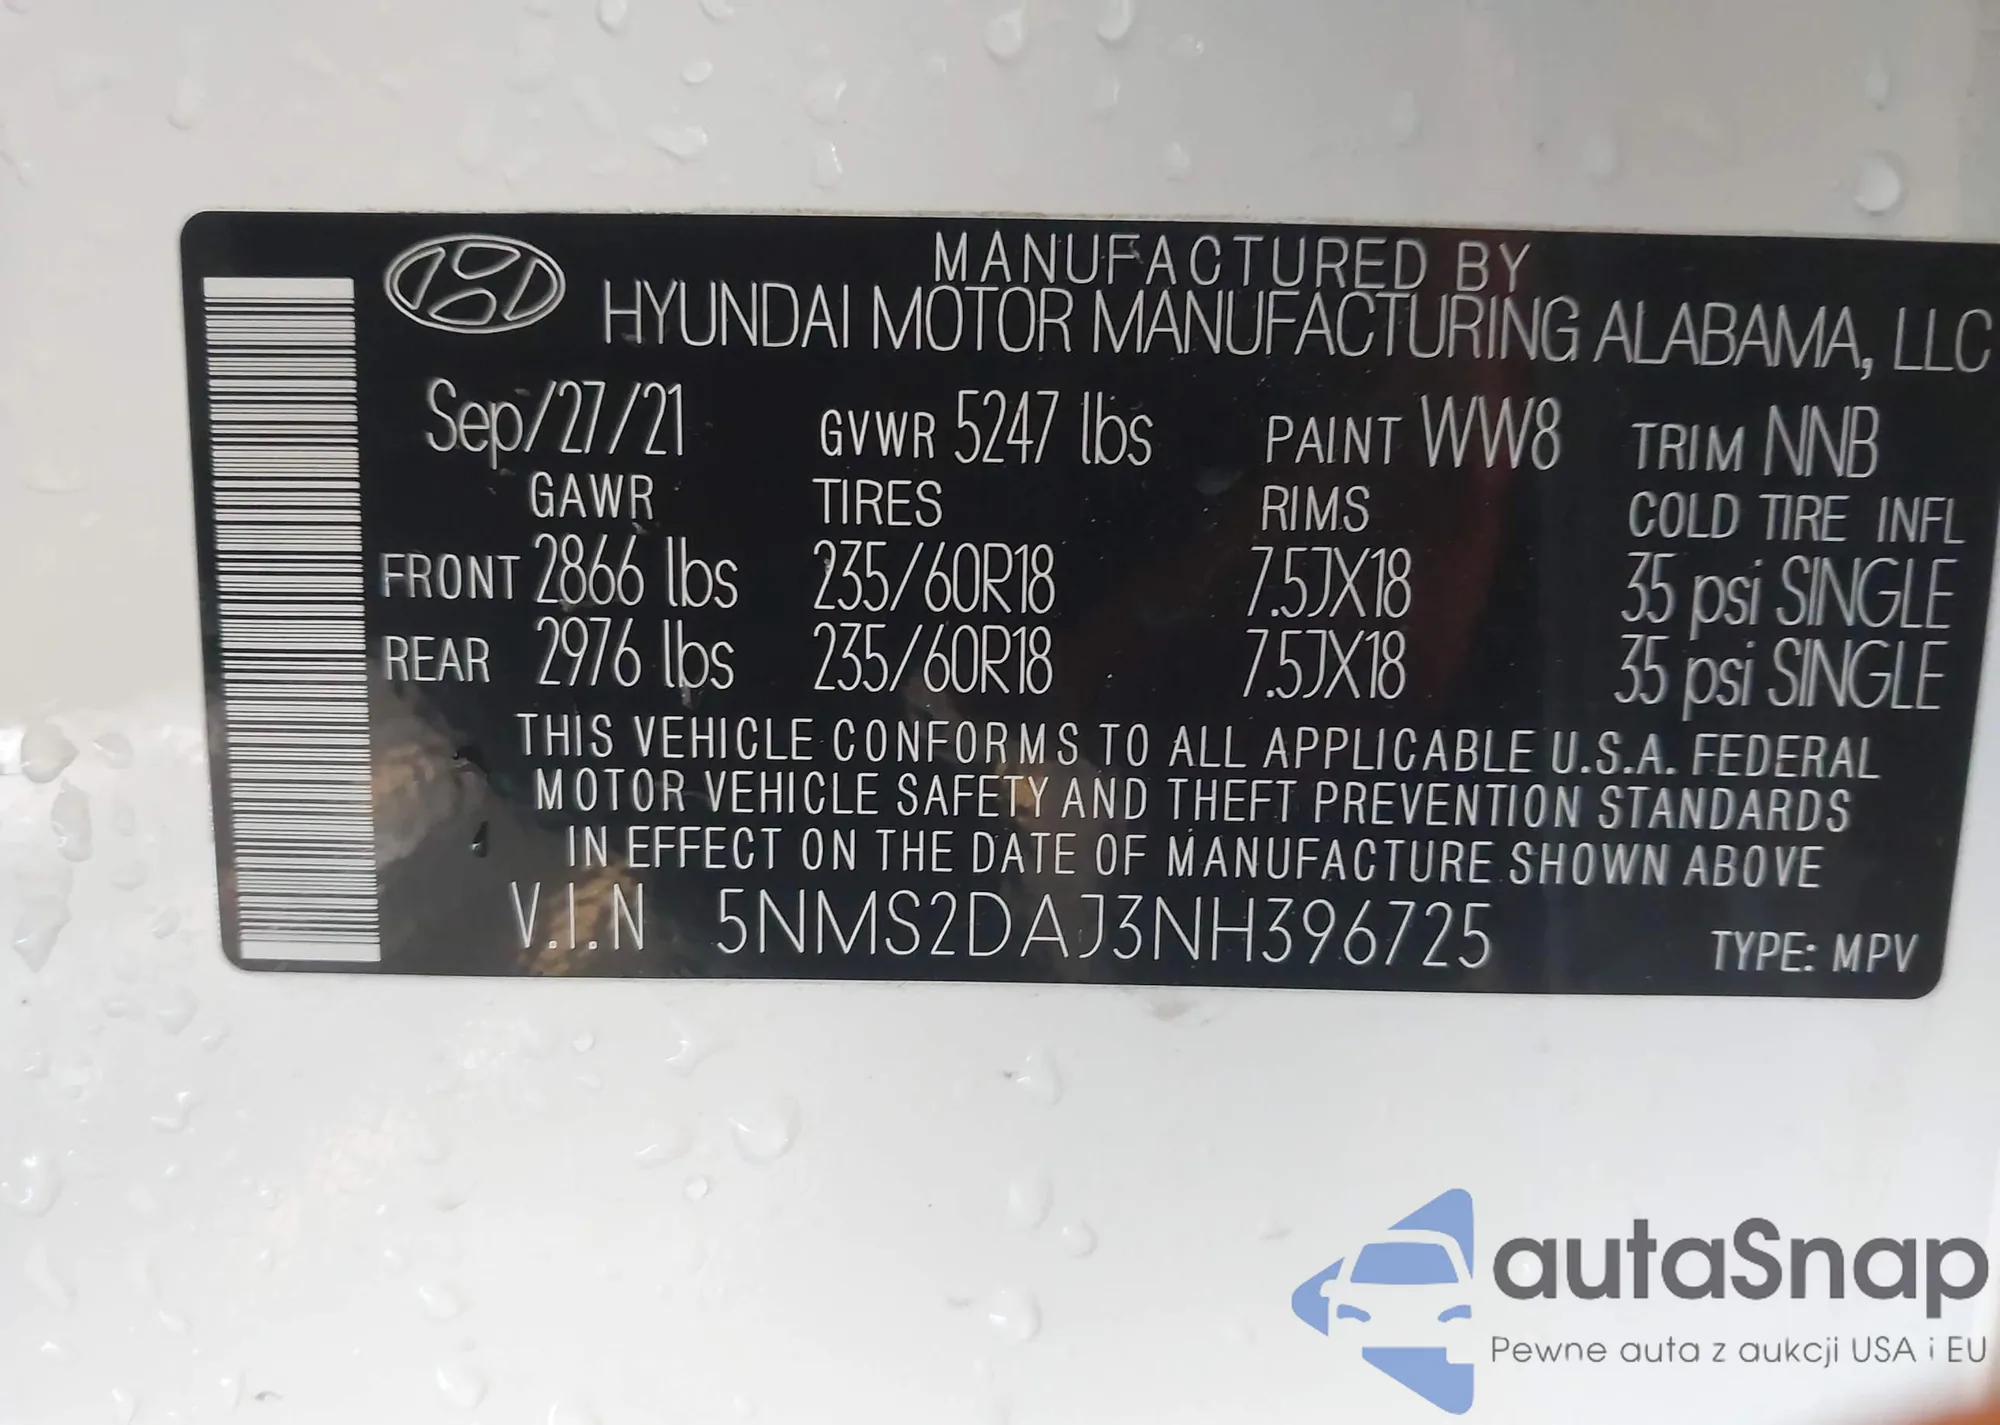 MANUFACTURED BY
HYUNDAI MOTOR MANUFACTURING ALABAMA, LLC
Sep/27/21 GVWR 5247 lbs PAINT WW8 TRIM NNB
GAWR TIRES RIMS COLD TIRE INFL
FRONT 2866 lbs 235/60R18 7.5JX18 35 psi SINGLE
REAR 2976 lbs 235/60R18 7.5JX18 35 psi SINGLE
THIS VEHICLE CONFORMS TO ALL APPLICABLE U.S.A. FEDERAL
MOTOR VEHICLE SAFETY AND THEFT PREVENTION STANDARDS
IN EFFECT ON THE DATE OF MANUFACTURE SHOWN ABOVE
V.I.N 5NMS2DAJ3NH396725 TYPE: MPV
autaSnap
Pewne auta z aukcji USA i EU